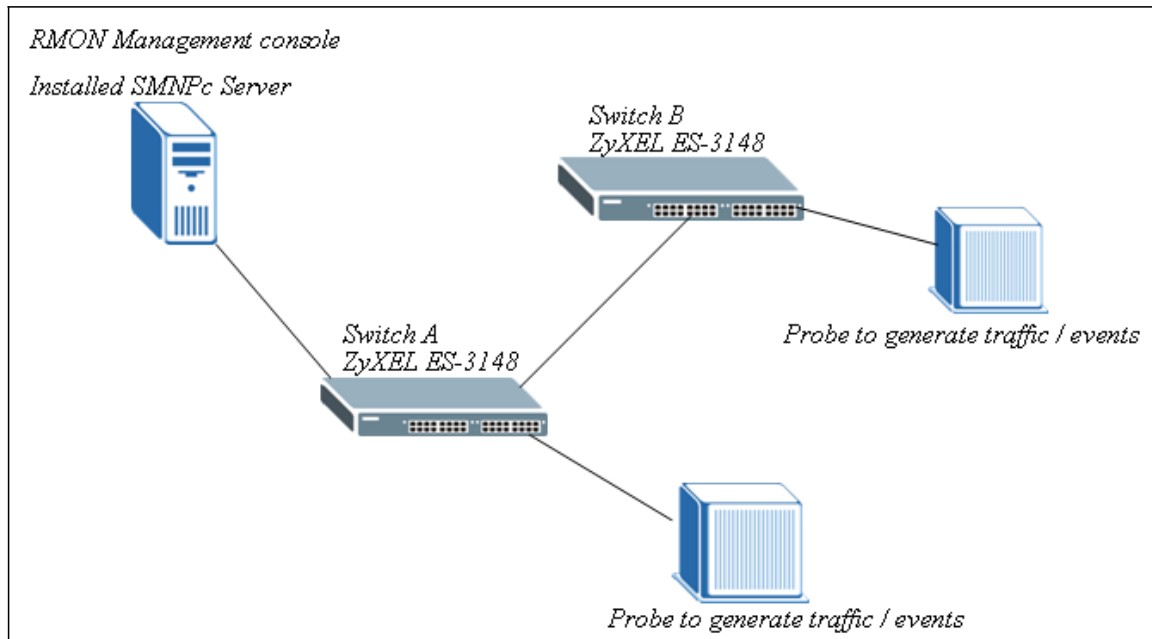 RMON Management console
Installed SMNPc Server
Switch B
ZyXEL ES-3148
Probe to generate traffic / events
Switch A
ZyXEL ES-3148
Probe to generate traffic / events